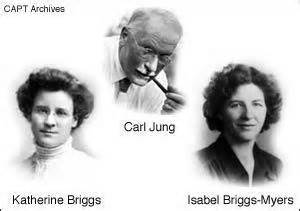 CAPT Archives
Carl Jung
Katherine Briggs
Isabel Briggs-Myers